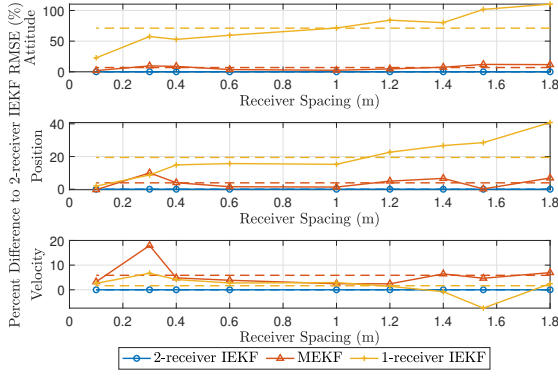 Percent Difference to 2-receiver IEKF RMSE (%)
Attitude
100
50
0
0 0.2 0.4 0.6 0.8 1 1.2 1.4 1.6 1.8
Receiver Spacing (m)
Position
40
20
0
0 0.2 0.4 0.6 0.8 1 1.2 1.4 1.6 1.8
Receiver Spacing (m)
Velocity
20
10
0
0 0.2 0.4 0.6 0.8 1 1.2 1.4 1.6 1.8
Receiver Spacing (m)
2-receiver IEKF MEKF 1-receiver IEKF